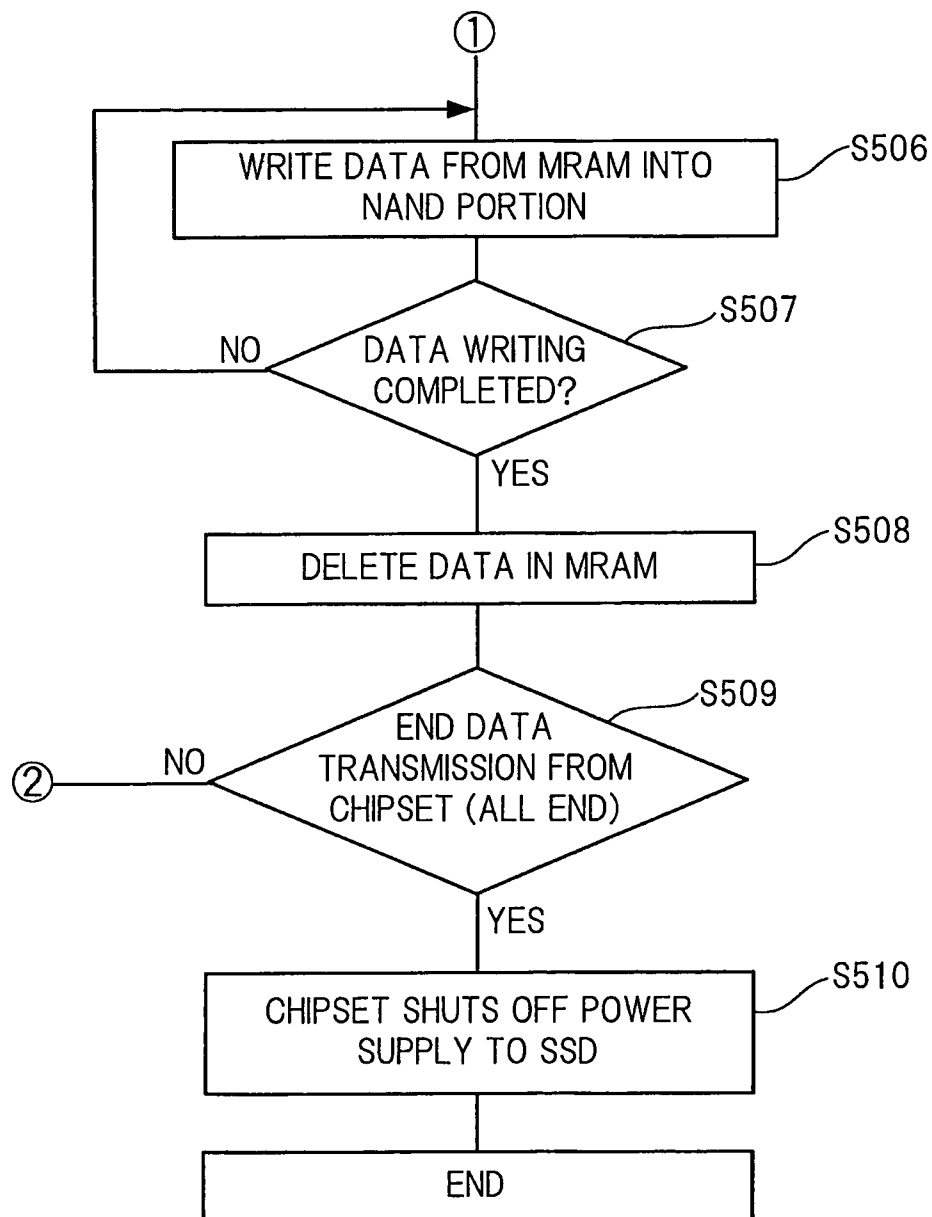 ①
WRITE DATA FROM MRAM INTO
NAND PORTION
S506
DATA WRITING
COMPLETED?
S507
NO
YES
DELETE DATA IN MRAM
S508
END DATA
TRANSMISSION FROM
CHIPSET (ALL END)
S509
②
NO
YES
CHIPSET SHUTS OFF POWER
SUPPLY TO SSD
S510
END